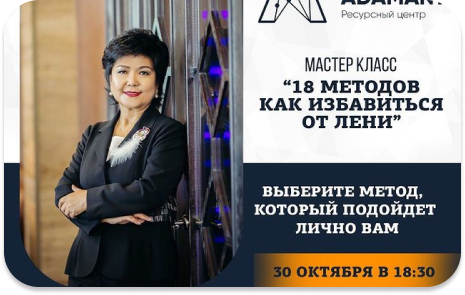 Ресурсный центр
МАСТЕР КЛАСС
“18 МЕТОДОВ
КАК ИЗБАВИТЬСЯ
ОТ ЛЕНИ”
ВЫБЕРИТЕ МЕТОД,
КОТОРЫЙ ПОДОЙДЕТ
ЛИЧНО ВАМ
30 ОКТЯБРЯ В 18:30